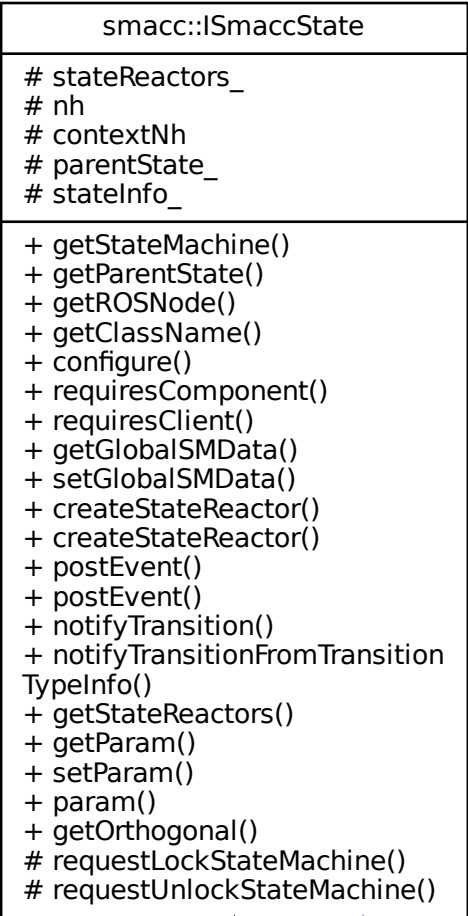 smacc::ISmaccState
# stateReactors_
# nh
# contextNh
# parentState_
# stateInfo_
+ getStateMachine()
+ getParentState()
+ getROSNode()
+ getClassName()
+ configure()
+ requiresComponent()
+ requiresClient()
+ getGlobalSMData()
+ setGlobalSMData()
+ createStateReactor()
+ createStateReactor()
+ postEvent()
+ postEvent()
+ notifyTransition()
+ notifyTransitionFromTransition
TypeInfo()
+ getStateReactors()
+ getParam()
+ setParam()
+ param()
+ getOrthogonal()
# requestLockStateMachine()
# requestUnlockStateMachine()